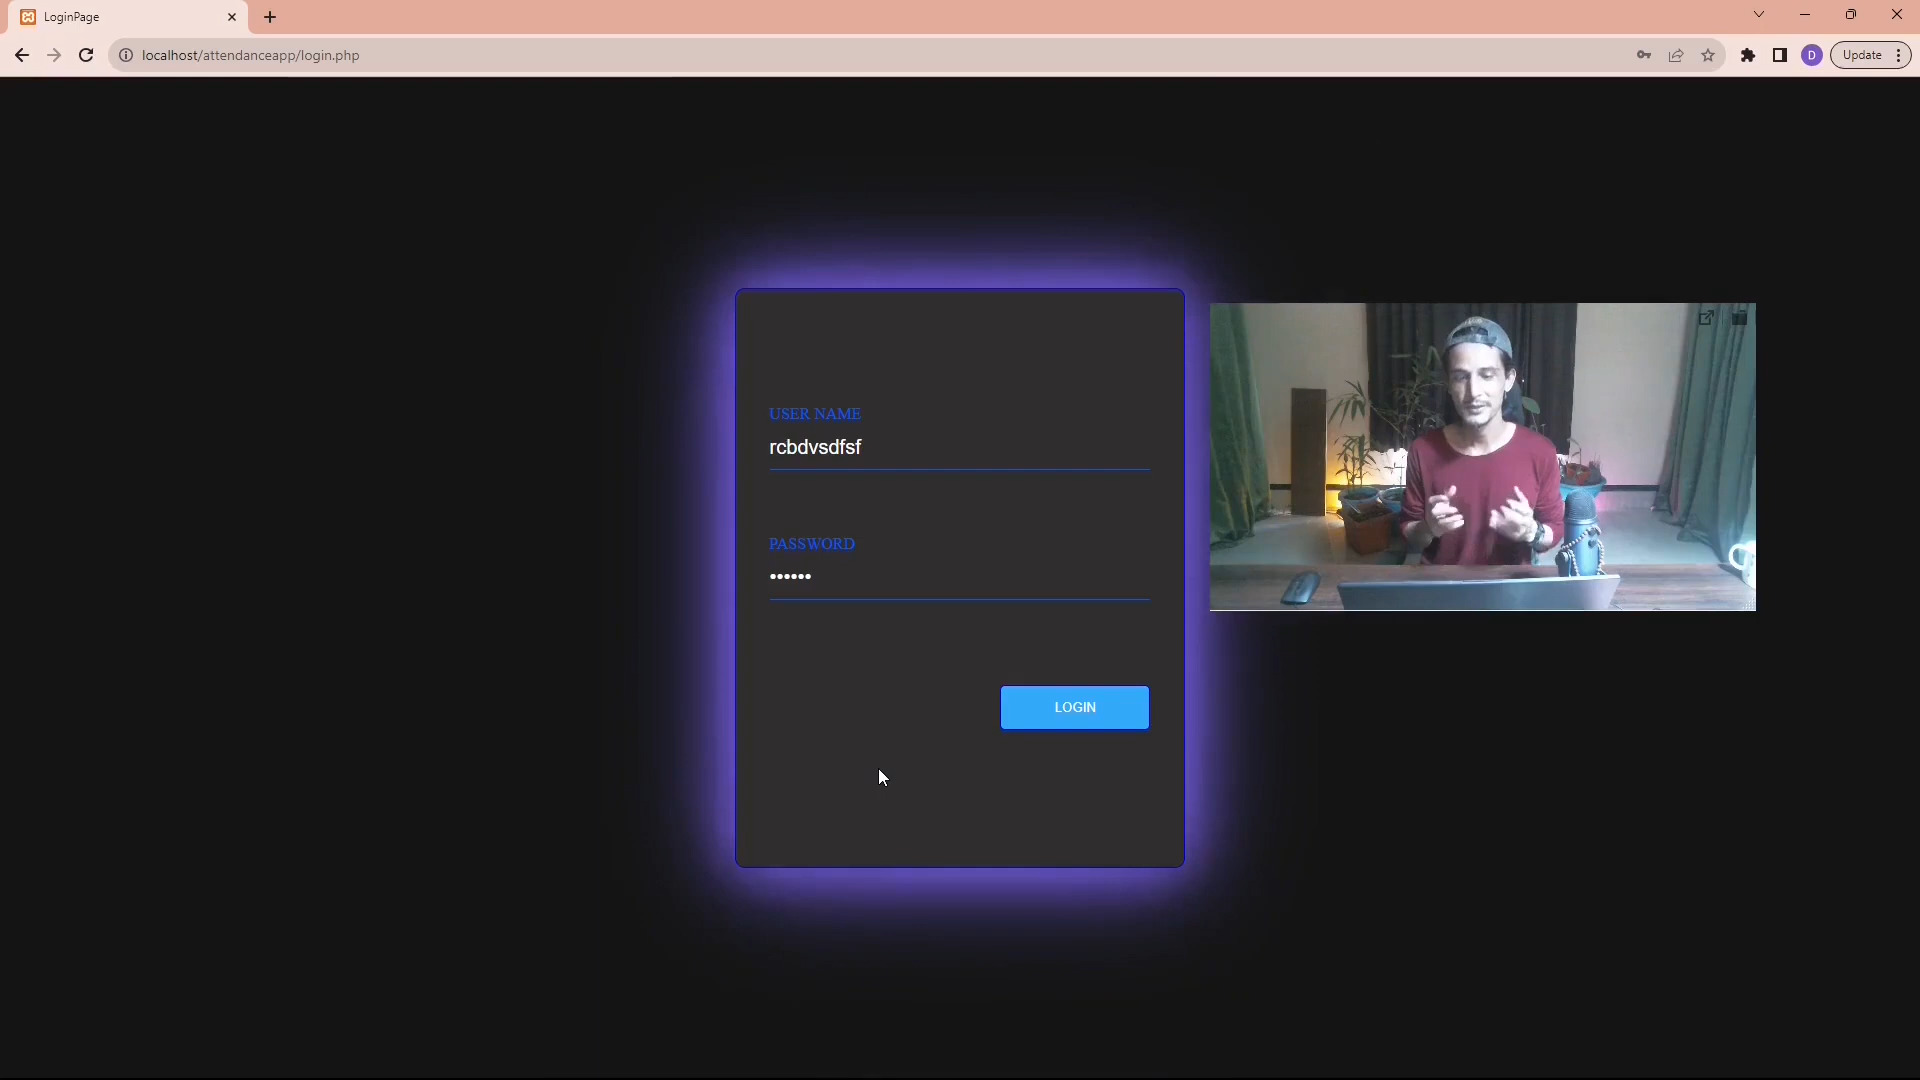 LoginPage
localhost/attendanceapp/login.php
D
Update
USER NAME
rcbdvsdfsf
PASSWORD
••••••
LOGIN